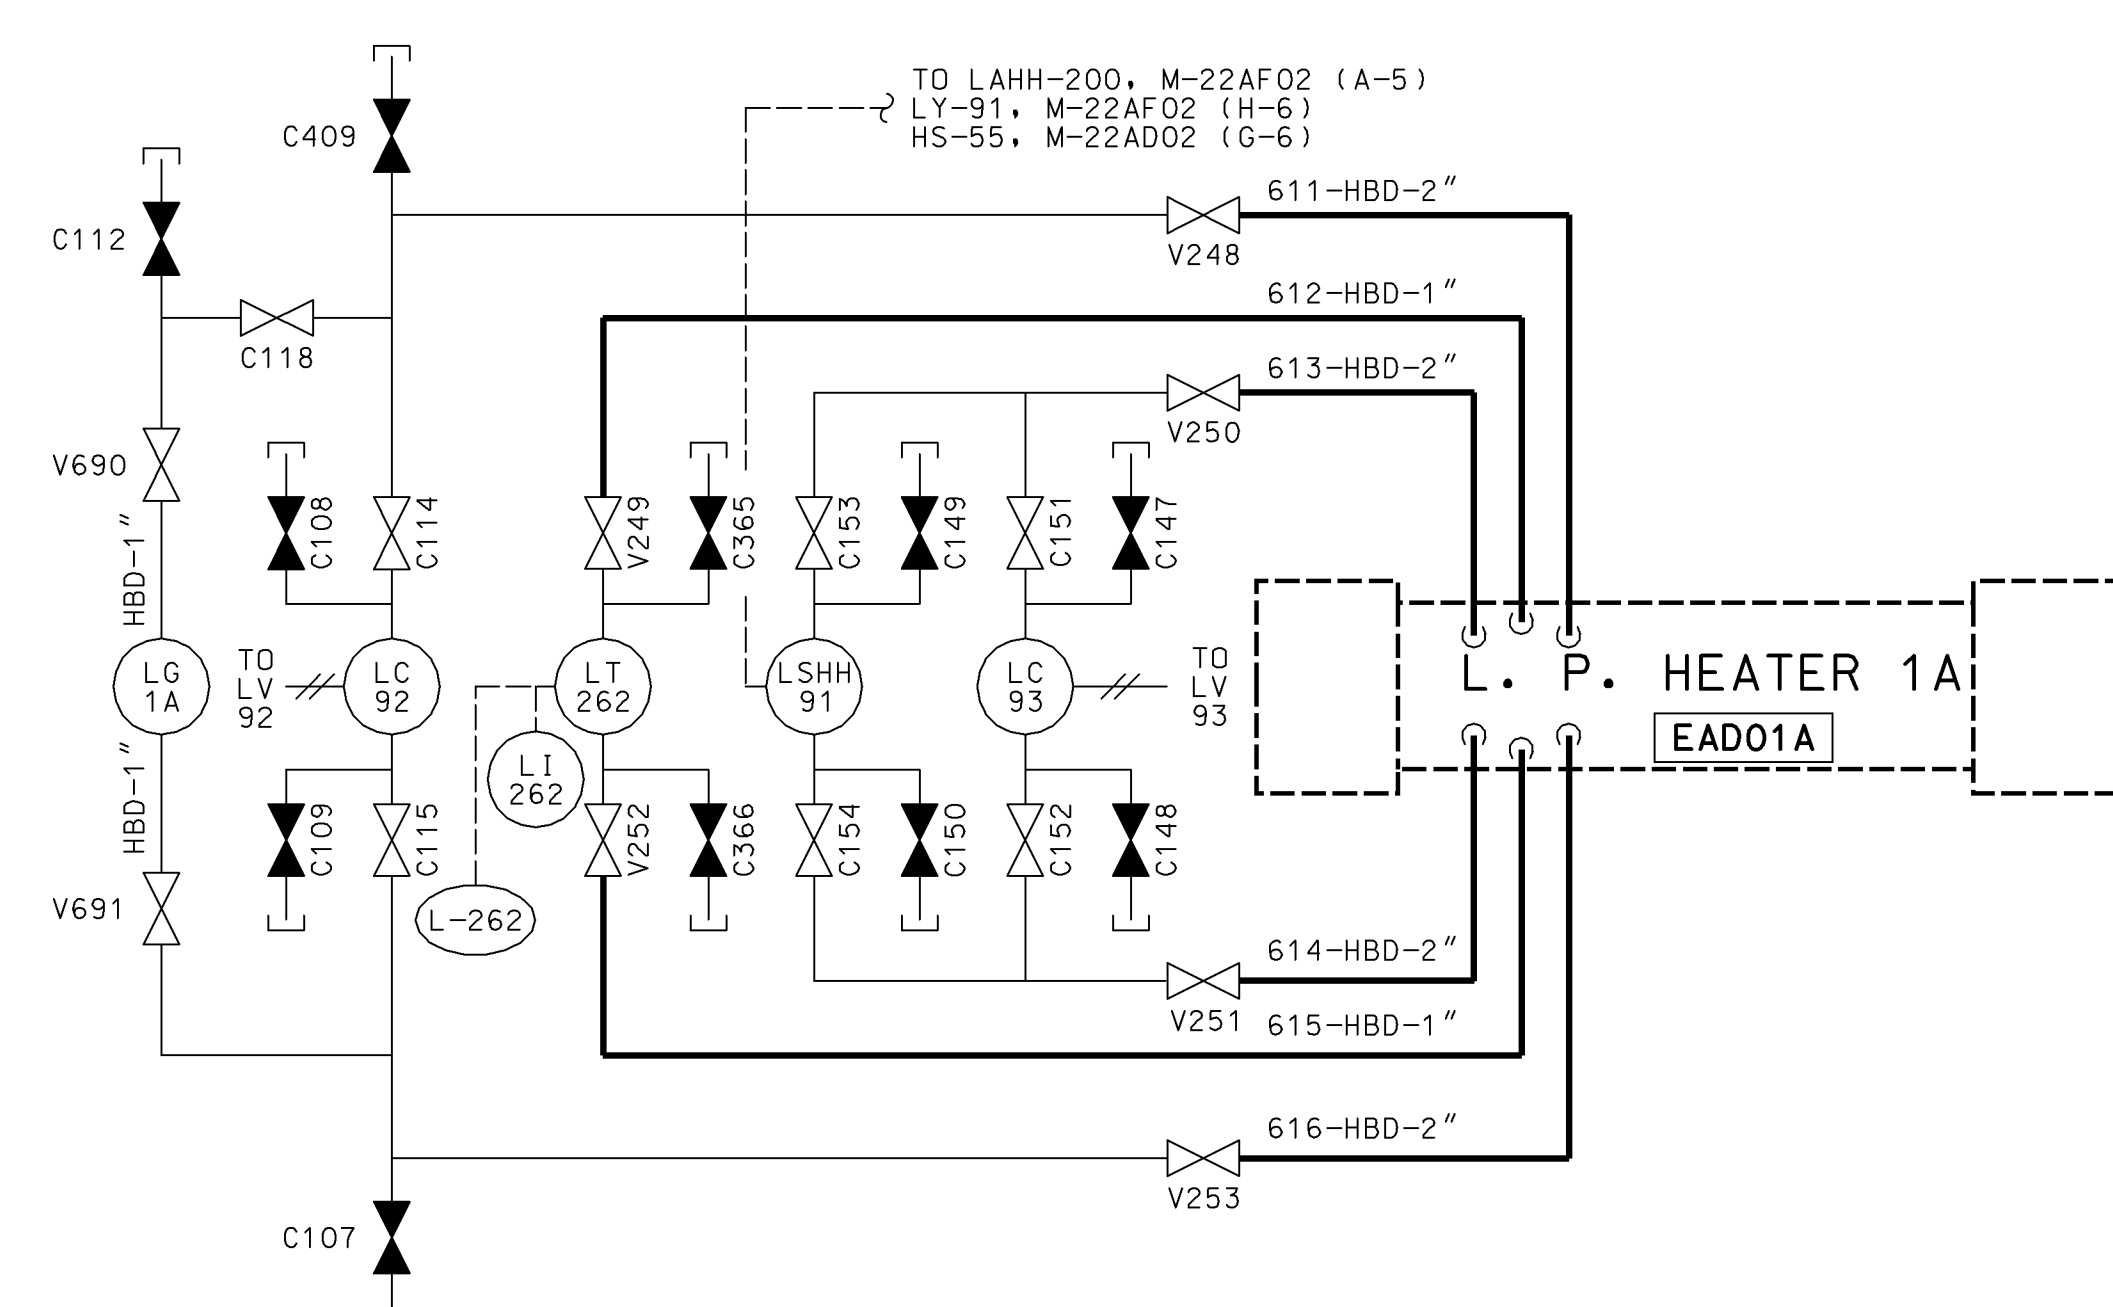 TO LAHH-200, M-22AF02 (A-5)
LY-91, M-22AF02 (H-6)
HS-55, M-22AD02 (G-6)
C409
C112
611-HBD-2"
V248
612-HBD-1"
C118
613-HBD-2"
V250
V690
HBD-1"
C108
C114
V249
C365
C153
C149
C151
C147
LG
1A
TO
LV
92
LC
92
LT
262
LSHH
91
LC
93
TO
LV
93
L. P. HEATER 1A
EAD01A
LI
262
HBD-1"
C109
C115
V252
C366
C154
C150
C152
C148
V691
L-262
614-HBD-2"
V251
615-HBD-1"
616-HBD-2"
V253
C107